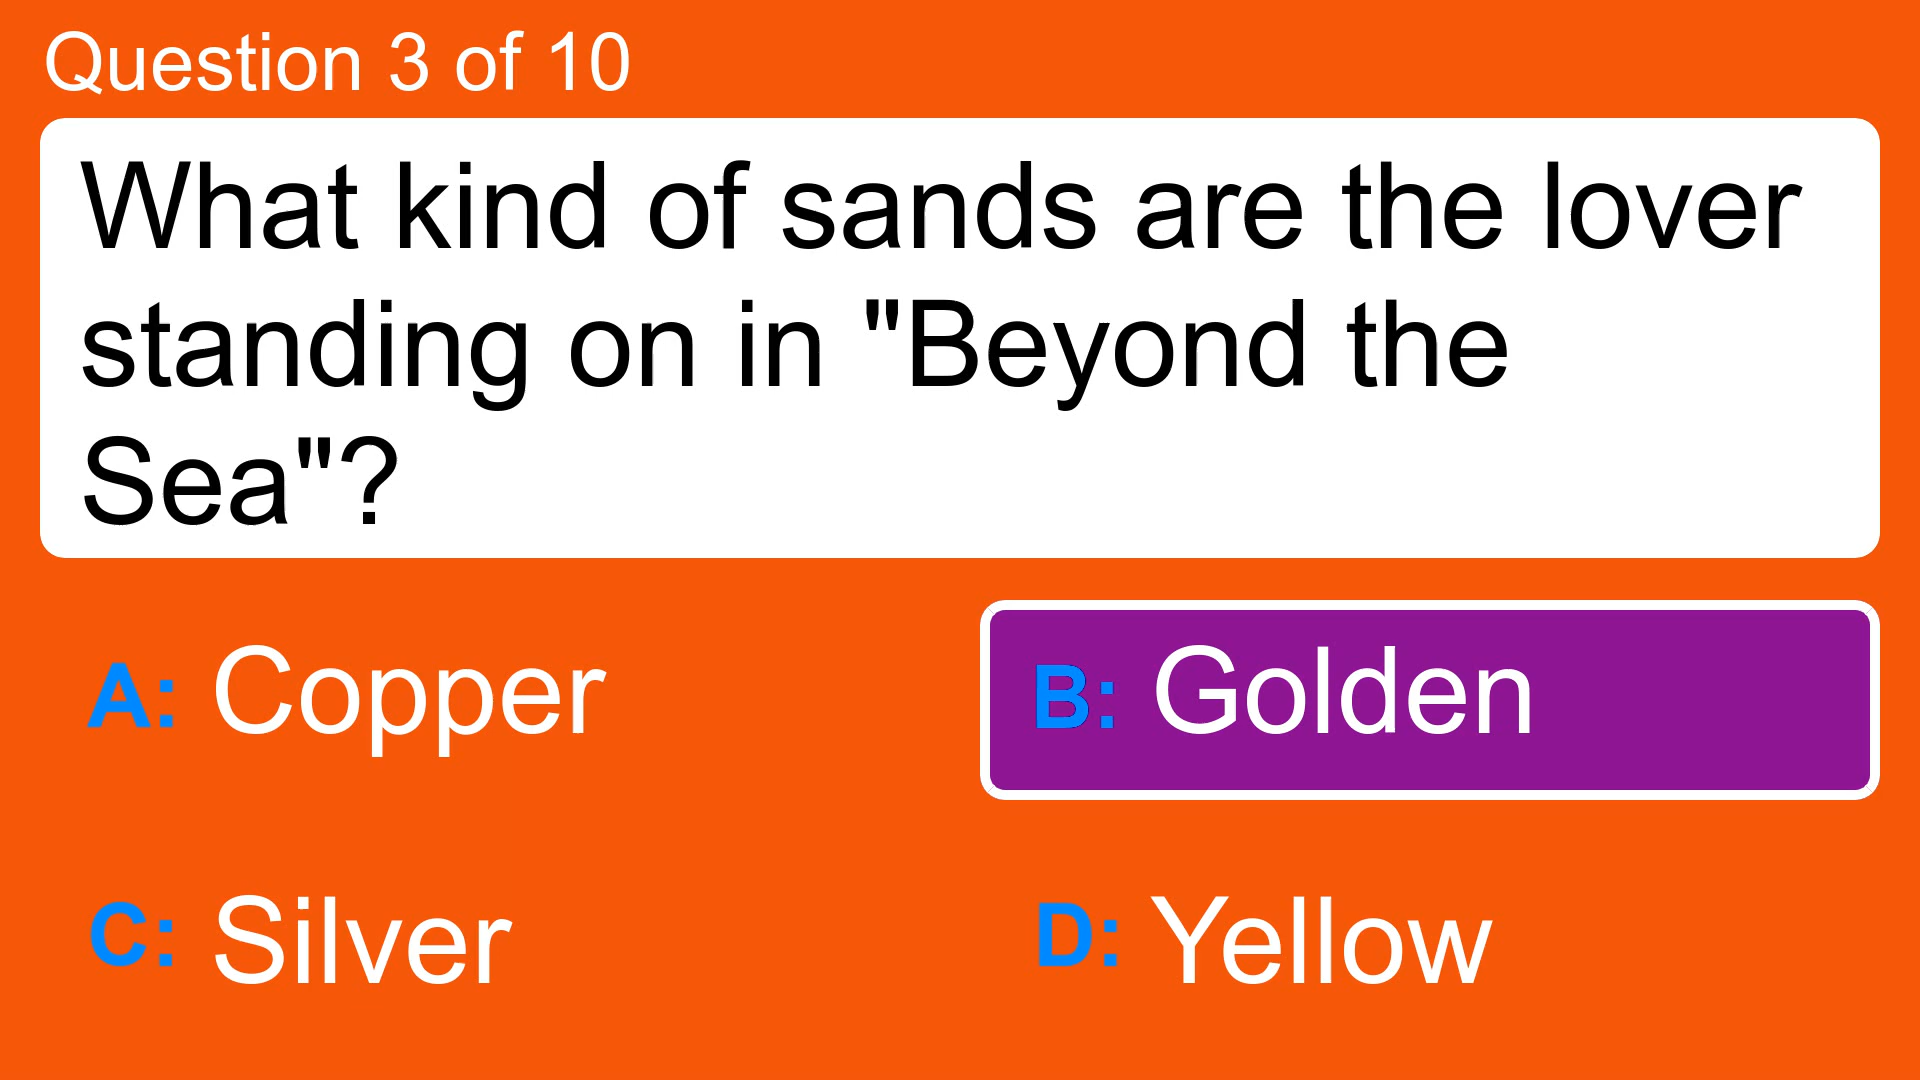 Question 3 of 10
What kind of sands are the lover
standing on in "Beyond the
Sea"?
A: Copper
B: Golden
C: Silver
D: Yellow